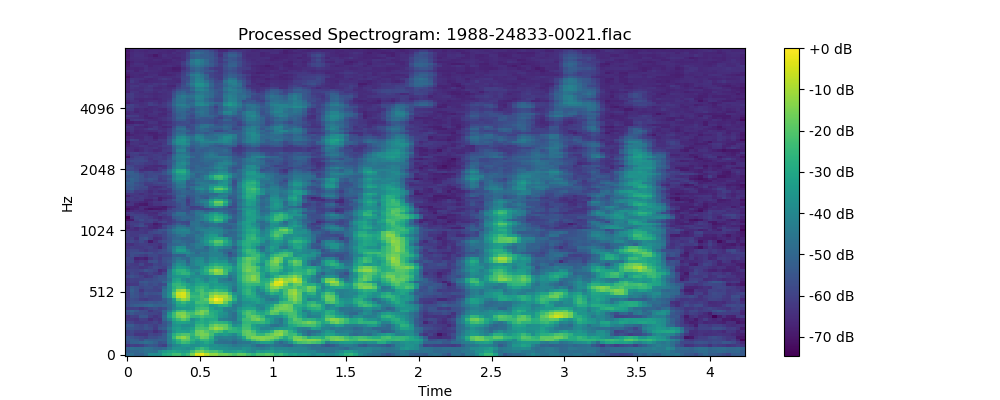 Processed Spectrogram: 1988-24833-0021.flac
Hz
4096
2048
1024
512
0
0 0.5 1 1.5 2 2.5 3 3.5 4
Time
+0 dB
-10 dB
-20 dB
-30 dB
-40 dB
-50 dB
-60 dB
-70 dB